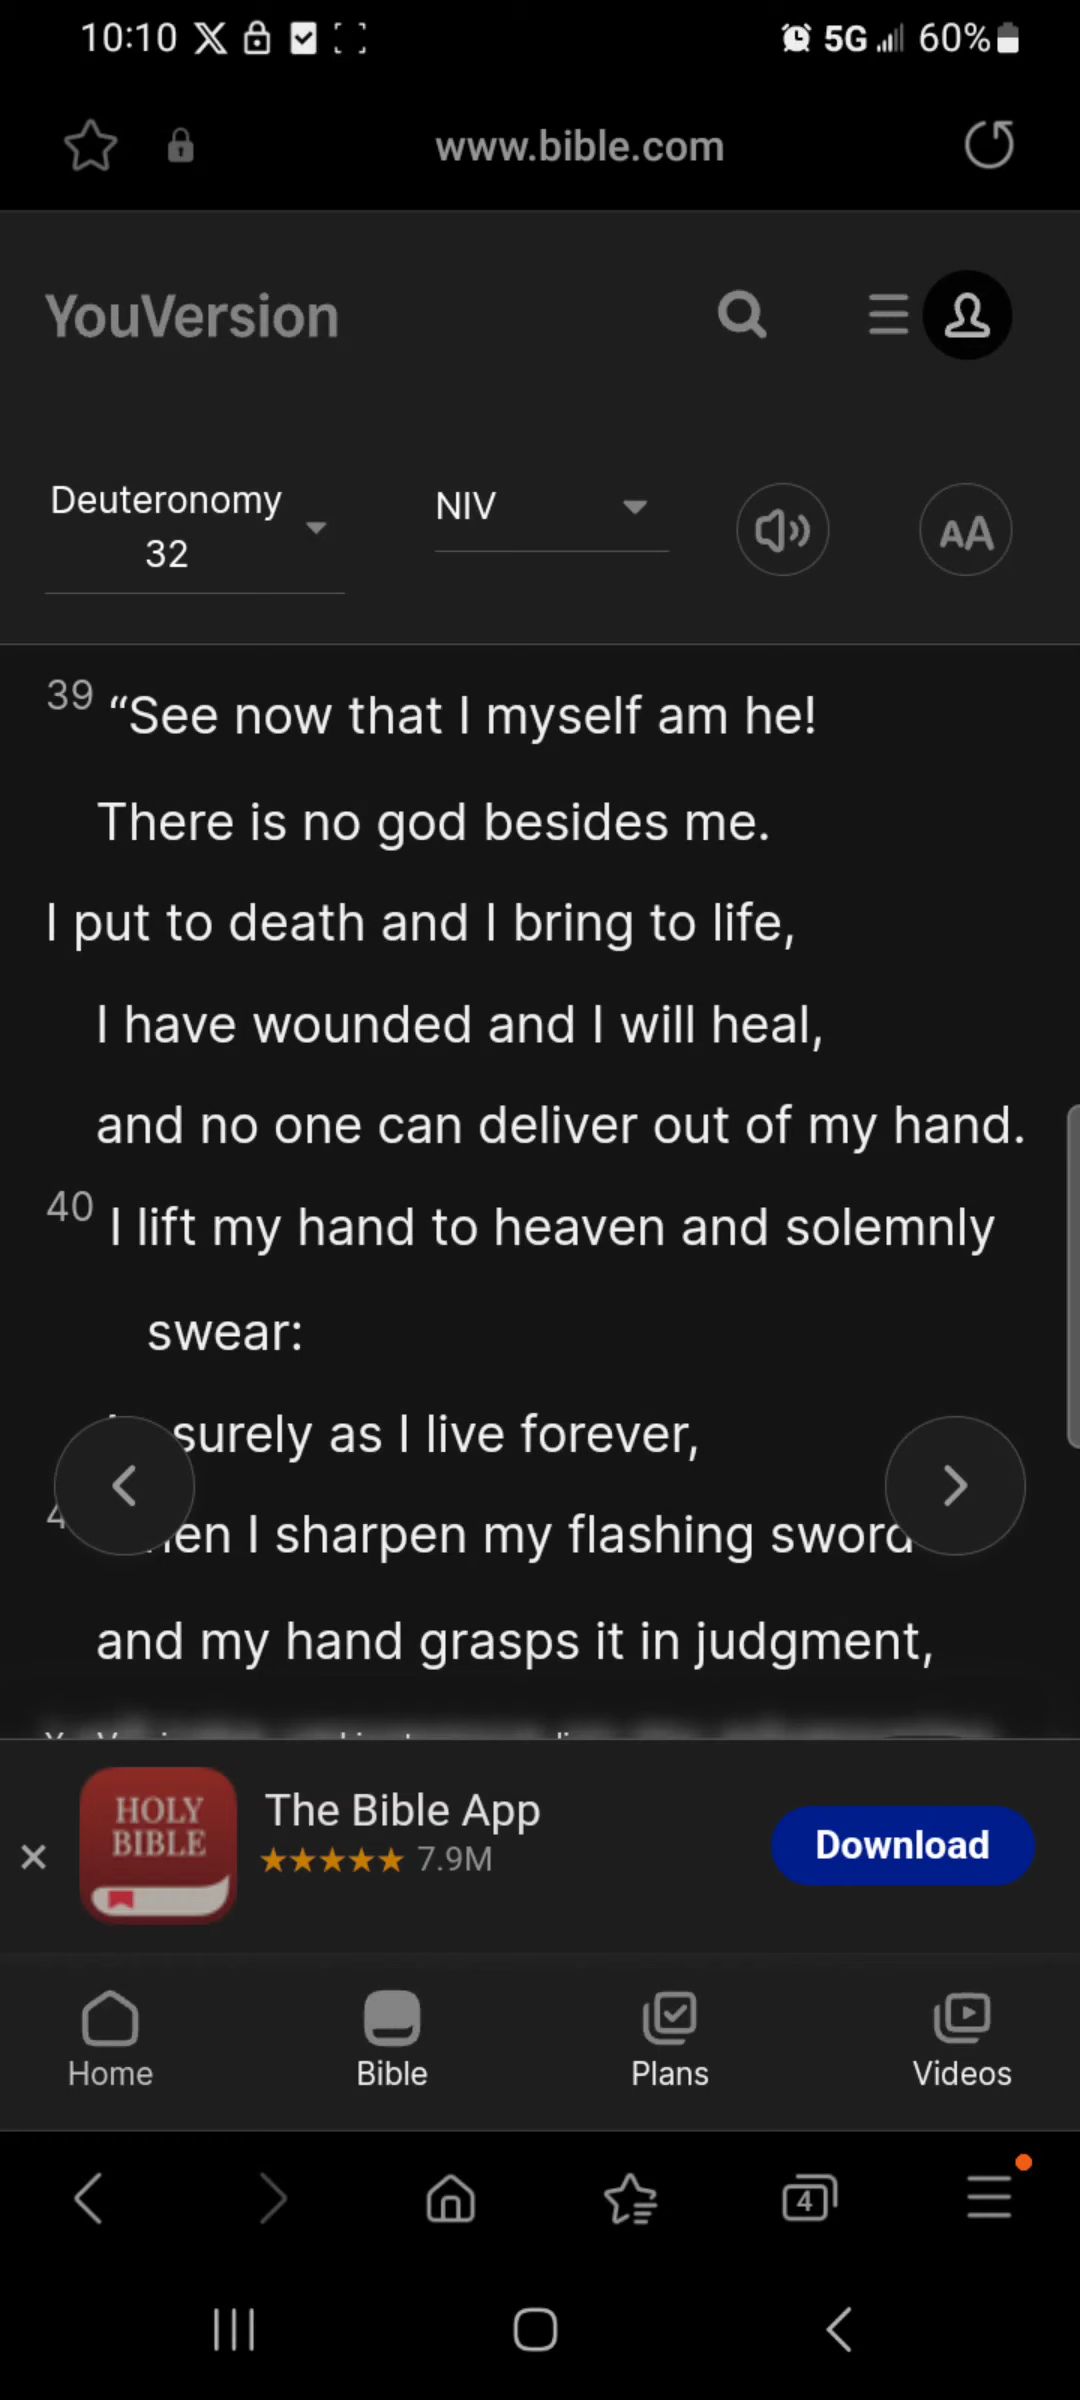 10:10
5G 60%
www.bible.com
YouVersion
Deuteronomy
32
NIV
AA
39 “See now that I myself am he!
There is no god besides me.
I put to death and I bring to life,
I have wounded and I will heal,
and no one can deliver out of my hand.
40 I lift my hand to heaven and solemnly
swear:
surely as I live forever,
I sharpen my flashing sword
and my hand grasps it in judgment,
HOLY
BIBLE
The Bible App
7.9M
Download
Home
Bible
Plans
Videos
4